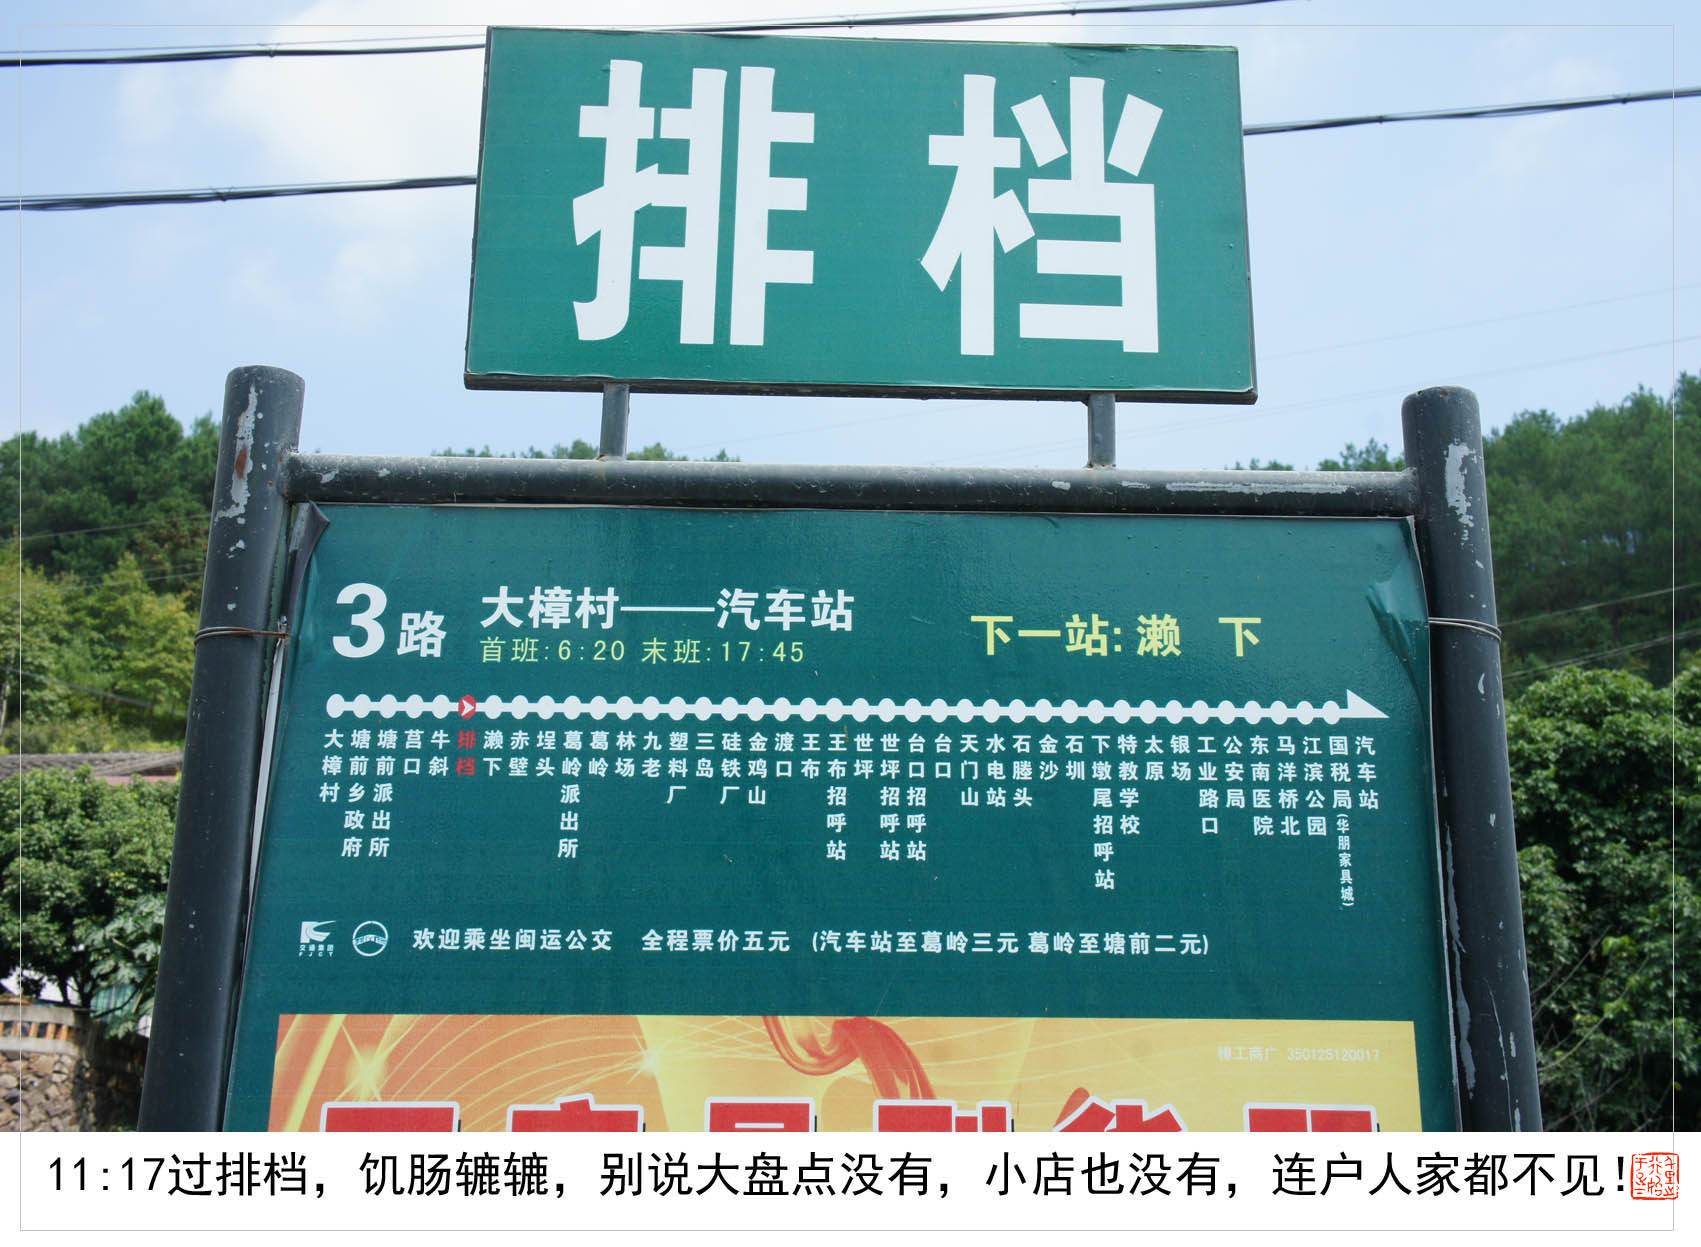 排档
3路
大樟村——汽车站
首班:6:20 末班:17:45
下一站:濑 下
大樟村
塘前乡政府
塘前派出所
莒口
牛斜
排档
濑下
赤壁
埕头
葛岭派出所
葛岭
林场
九老
塑料厂
三岛
硅铁厂
金鸡山
渡口
王布
王布招呼站
世坪
世坪招呼站
台口招呼站
台口
天门山
水电站
石塍头
金沙
石圳
下墩尾招呼站
特教学校
太原
银场
工业路口
公安局
东南医院
马洋桥北
江滨公园
国税局(华朋家具城)
汽车站
交通集团
FJCT
欢迎乘坐闽运公交 全程票价五元 (汽车站至葛岭三元 葛岭至塘前二元)
樟工商广 350125120017
11:17过排档，饥肠辘辘，别说大盘点没有，小店也没有，连户人家都不见！